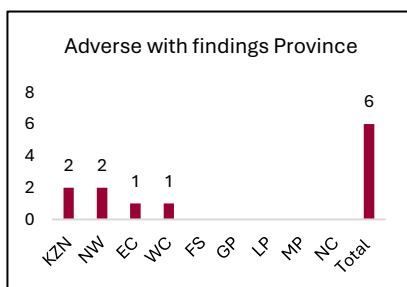 Adverse with findings Province
8
6
4
2
0
2
2
1
1
6
KZN
NW
EC
WC
FS
GP
LP
MP
NC
Total